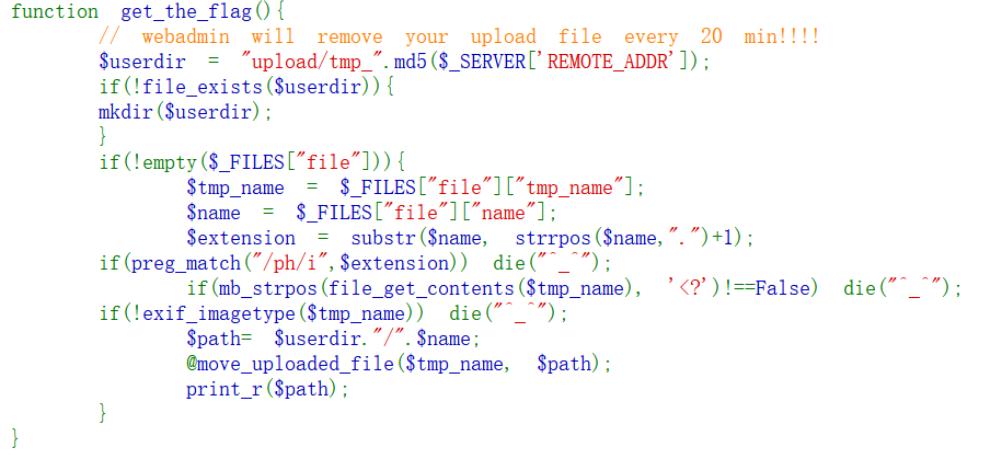 function get_the_flag(){
// webadmin will remove your upload file every 20 min!!!!
$userdir = "upload/tmp_".md5($_SERVER['REMOTE_ADDR']);
if(!file_exists($userdir)){
mkdir($userdir);
}
if(!empty($_FILES["file"])){
$tmp_name = $_FILES["file"]["tmp_name"];
$name = $_FILES["file"]["name"];
$extension = substr($name, strrpos($name,".")+1);
if(preg_match("/ph/i",$extension)) die("^_^");
if(mb_strpos(file_get_contents($tmp_name), '<?')!==False) die("^_^");
if(!exif_imagetype($tmp_name)) die("^_^");
$path= $userdir."/".$name;
@move_uploaded_file($tmp_name, $path);
print_r($path);
}
}